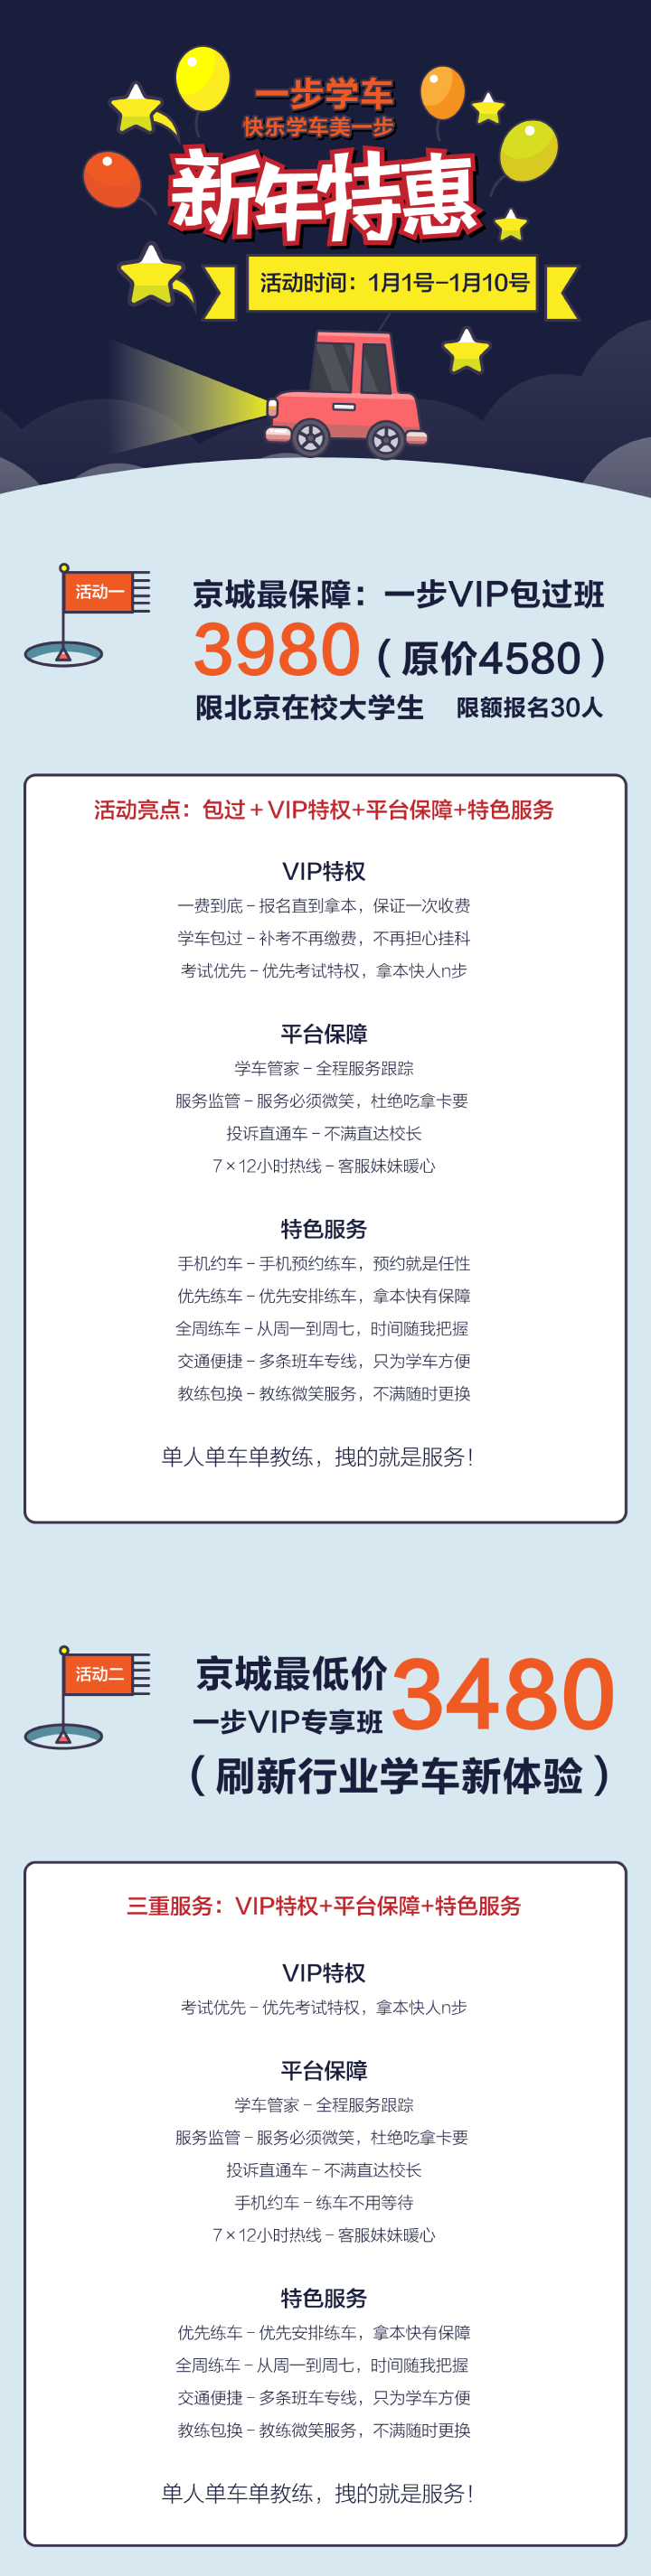 一步学车
快乐学车美一步
新年特惠
活动时间：1月1号-1月10号
活动一
京城最保障：一步VIP包过班
3980（原价4580）
限北京在校大学生 限额报名30人
活动亮点：包过+VIP特权+平台保障+特色服务
VIP特权
一费到底-报名直到拿本，保证一次收费
学车包过-补考不再缴费，不再担心挂科
考试优先-优先考试特权，拿本快人n步
平台保障
学车管家-全程服务跟踪
服务监管-服务必须微笑，杜绝吃拿卡要
投诉直通车-不满直达校长
7×12小时热线-客服妹妹暖心
特色服务
手机约车-手机预约练车，预约就是任性
优先练车-优先安排练车，拿本快有保障
全周练车-从周一到周七，时间随我把握
交通便捷-多条班车专线，只为学车方便
教练包换-教练微笑服务，不满随时更换
单人单车单教练，拽的就是服务！
活动二
京城最低价3480
一步VIP专享班
（刷新行业学车新体验）
三重服务：VIP特权+平台保障+特色服务
VIP特权
考试优先-优先考试特权，拿本快人n步
平台保障
学车管家-全程服务跟踪
服务监管-服务必须微笑，杜绝吃拿卡要
投诉直通车-不满直达校长
手机约车-练车不用等待
7×12小时热线-客服妹妹暖心
特色服务
优先练车-优先安排练车，拿本快有保障
全周练车-从周一到周七，时间随我把握
交通便捷-多条班车专线，只为学车方便
教练包换-教练微笑服务，不满随时更换
单人单车单教练，拽的就是服务！